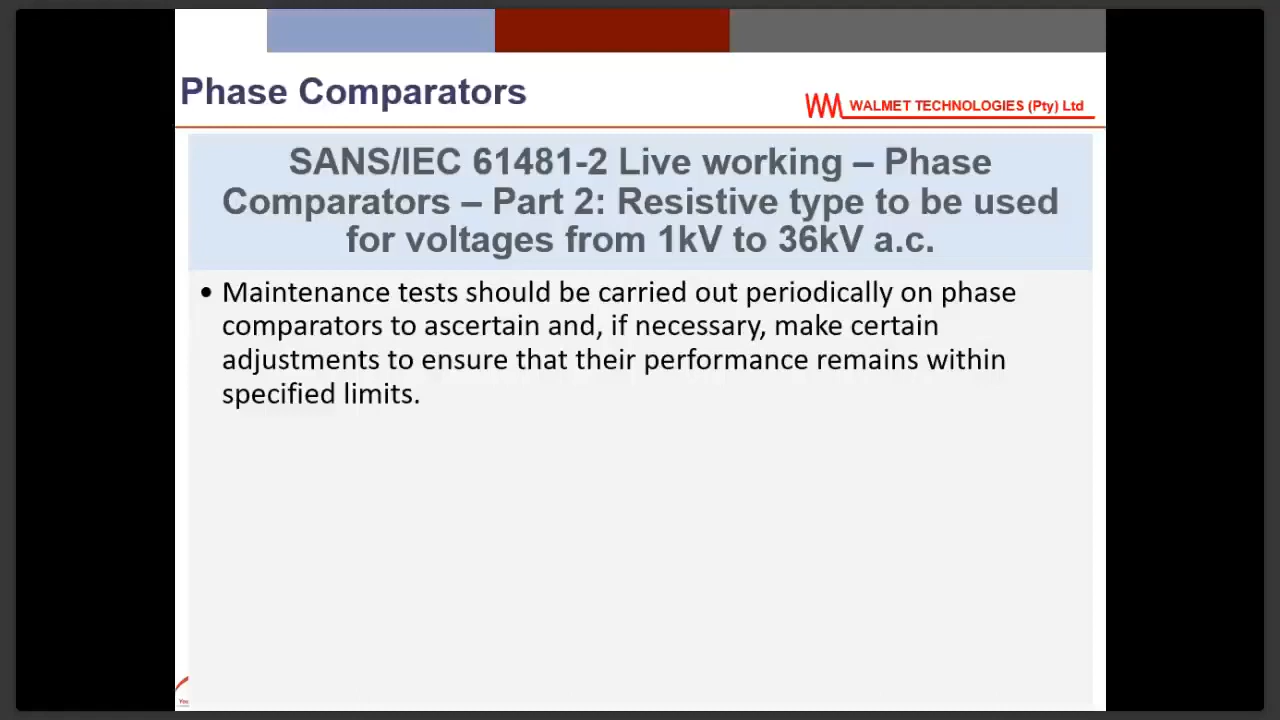 Phase Comparators
WALMET TECHNOLOGIES (Pty) Ltd
SANS/IEC 61481-2 Live working – Phase
Comparators – Part 2: Resistive type to be used
for voltages from 1kV to 36kV a.c.
• Maintenance tests should be carried out periodically on phase
comparators to ascertain and, if necessary, make certain
adjustments to ensure that their performance remains within
specified limits.